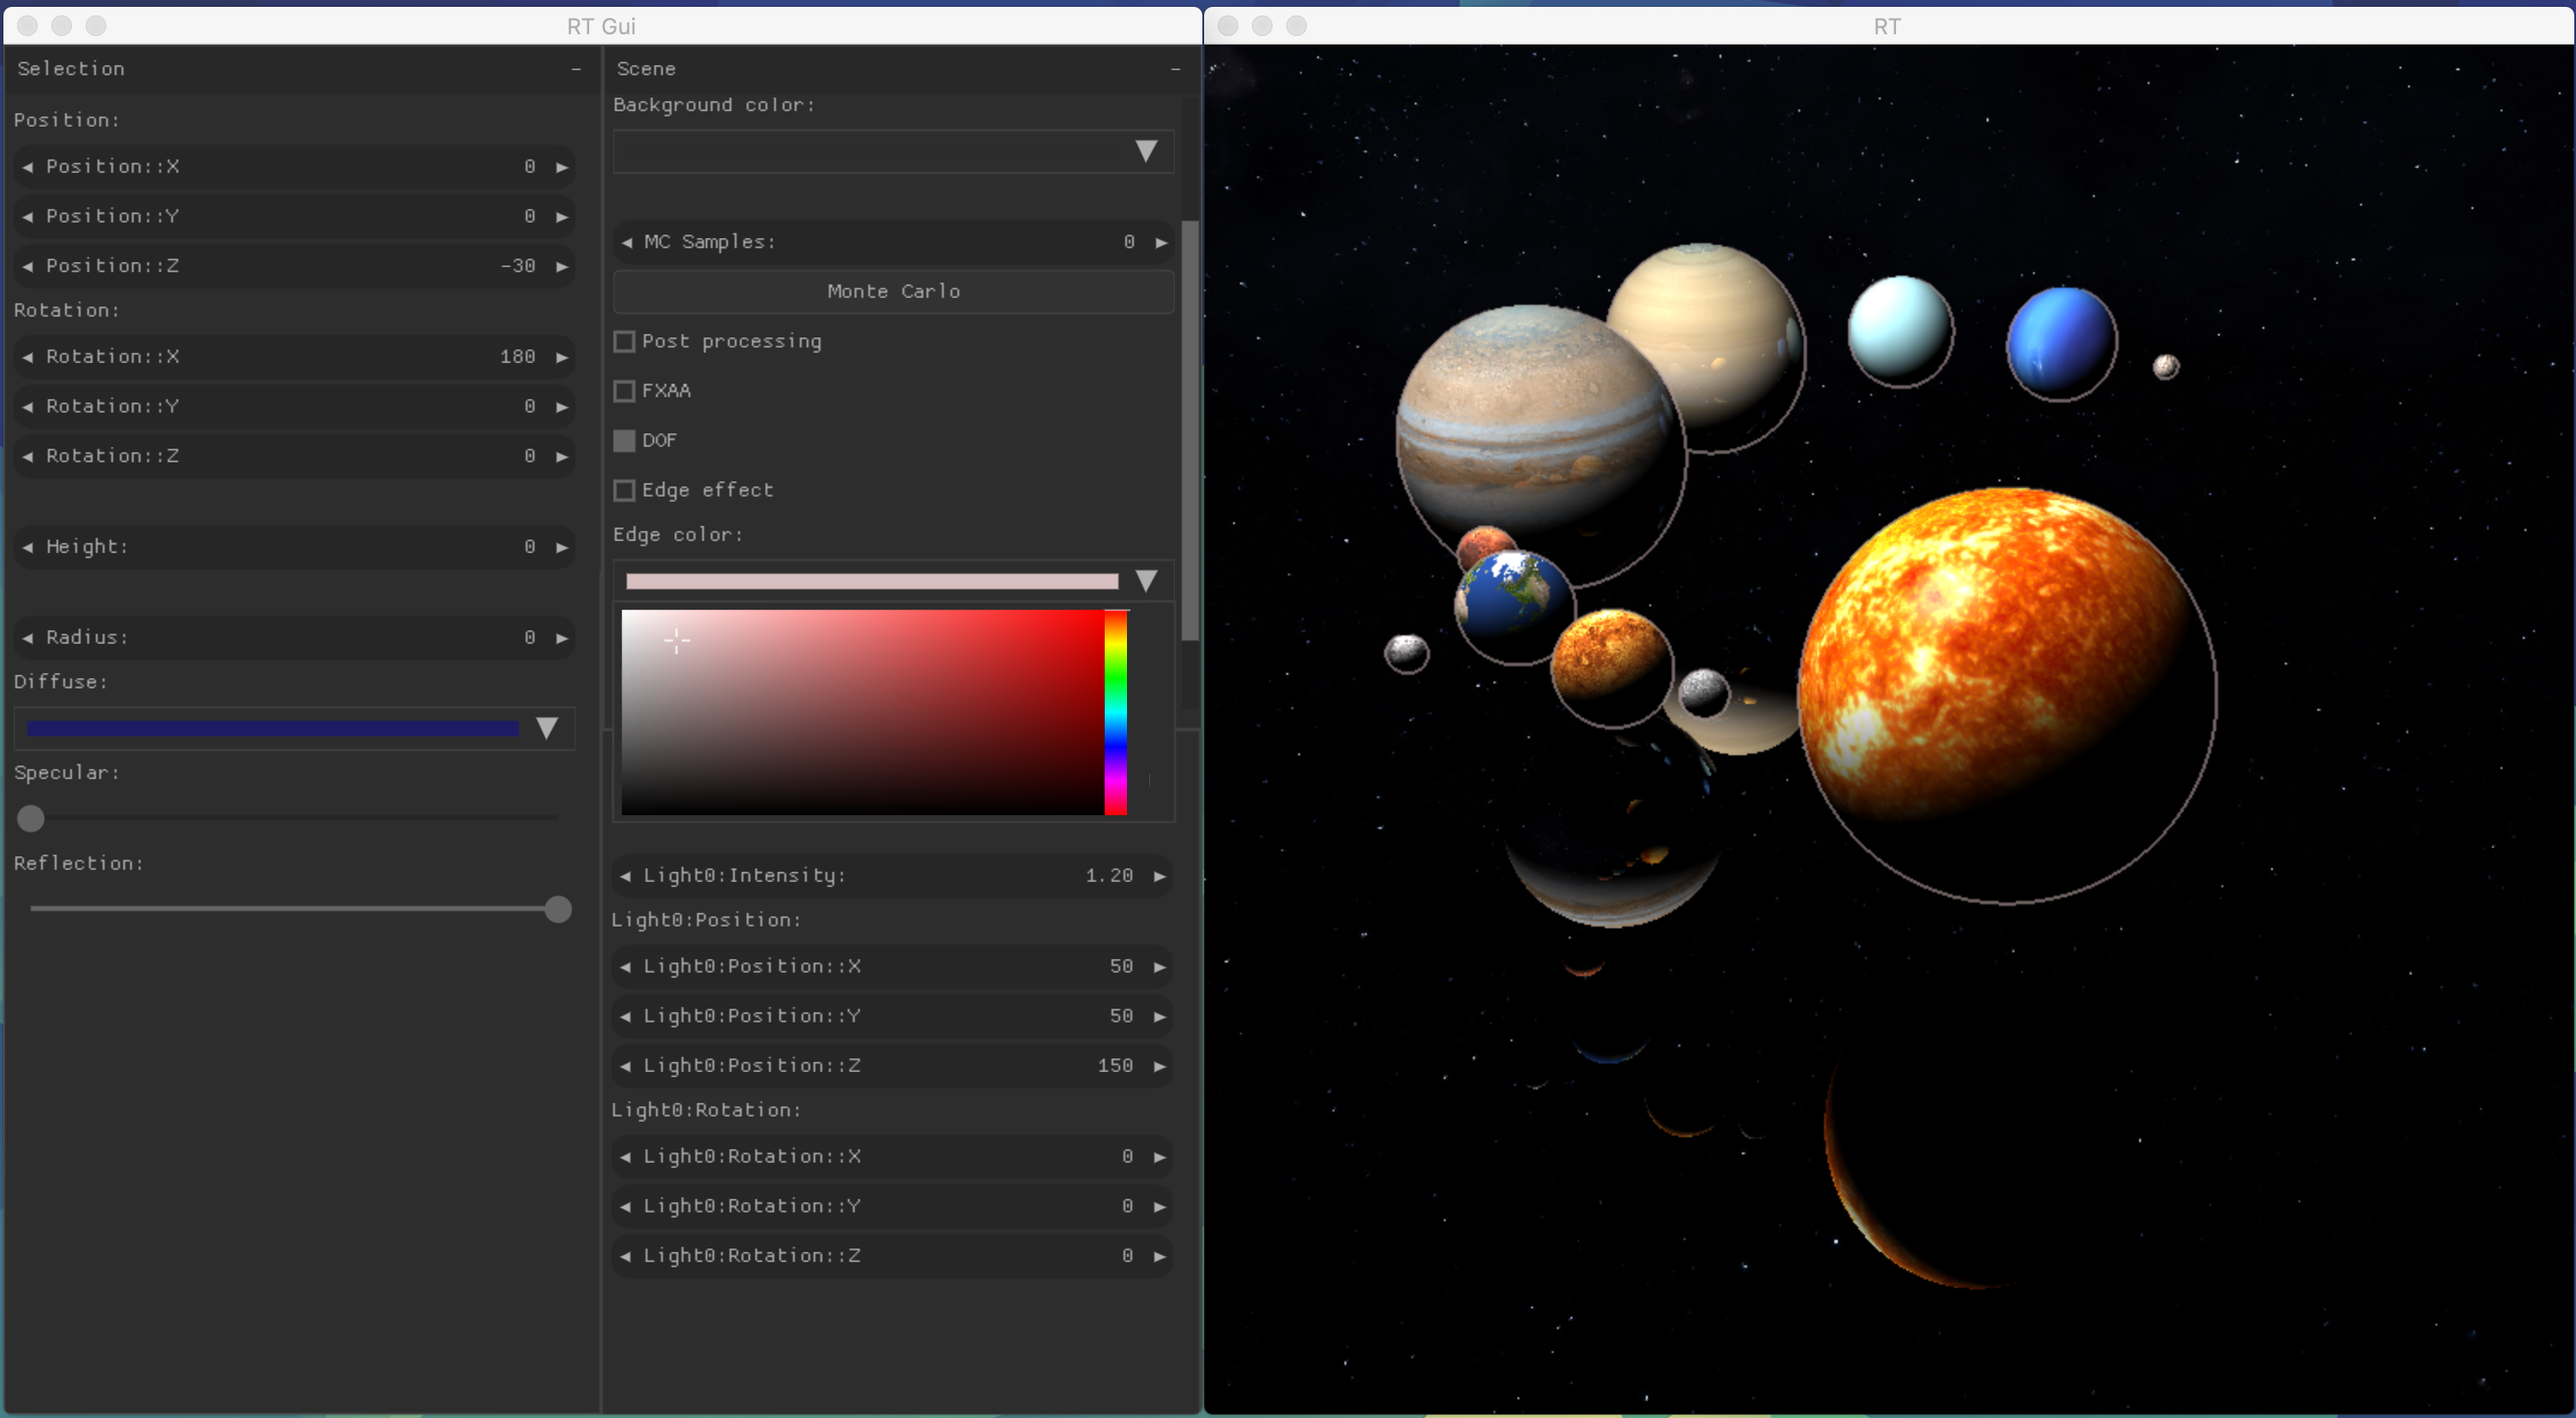 RT Gui
Selection -
Position:
Position::X 0
Position::Y 0
Position::Z -30
Rotation:
Rotation::X 180
Rotation::Y 0
Rotation::Z 0
Height: 0
Radius: 0
Diffuse:
Specular:
Reflection:
Scene -
Background color:
MC Samples: 0
Monte Carlo
Post processing
FXAA
DOF
Edge effect
Edge color:
Light0:Intensity: 1.20
Light0:Position:
Light0:Position::X 50
Light0:Position::Y 50
Light0:Position::Z 150
Light0:Rotation:
Light0:Rotation::X 0
Light0:Rotation::Y 0
Light0:Rotation::Z 0
RT